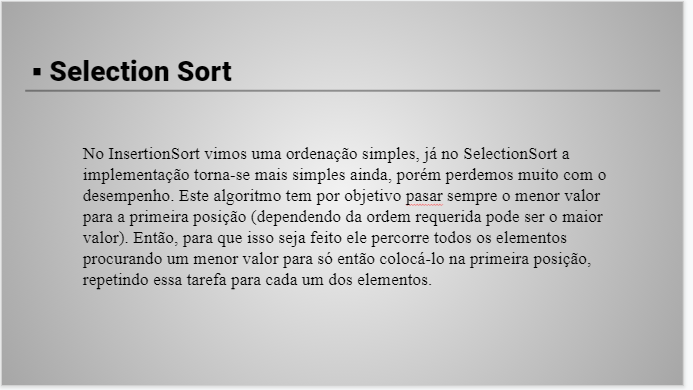 ▪ Selection Sort
No InsertionSort vimos uma ordenação simples, já no SelectionSort a
implementação torna-se mais simples ainda, porém perdemos muito com o
desempenho. Este algoritmo tem por objetivo pasar sempre o menor valor
para a primeira posição (dependendo da ordem requerida pode ser o maior
valor). Então, para que isso seja feito ele percorre todos os elementos
procurando um menor valor para só então colocá-lo na primeira posição,
repetindo essa tarefa para cada um dos elementos.